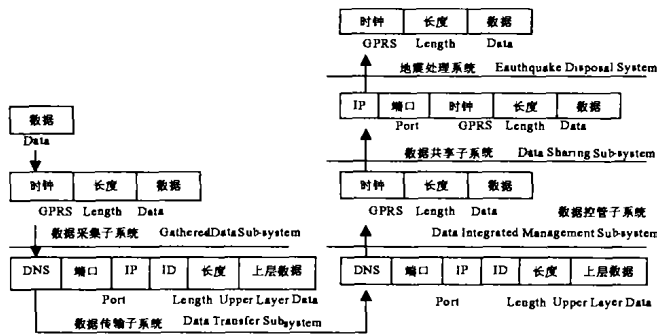 时钟 长度 数据
GPRS Length Data
地震处理系统 Eauthquake Disposal System
IP 端口 时钟 长度 数据
Port GPRS Length Data
数据共享子系统 Data Sharing Sub-system
数据
Data
时钟 长度 数据
GPRS Length Data
数据采集子系统 GatheredDataSub-system
时钟 长度 数据
GPRS Length Data
数据控管子系统
Data Integrated Management Sub-system
DNS 端口 IP ID 长度 上层数据
Port Length Upper Layer Data
数据传输子系统 Data Transfer Subsystem
DNS 端口 IP ID 长度 上层数据
Port Length Upper Layer Data